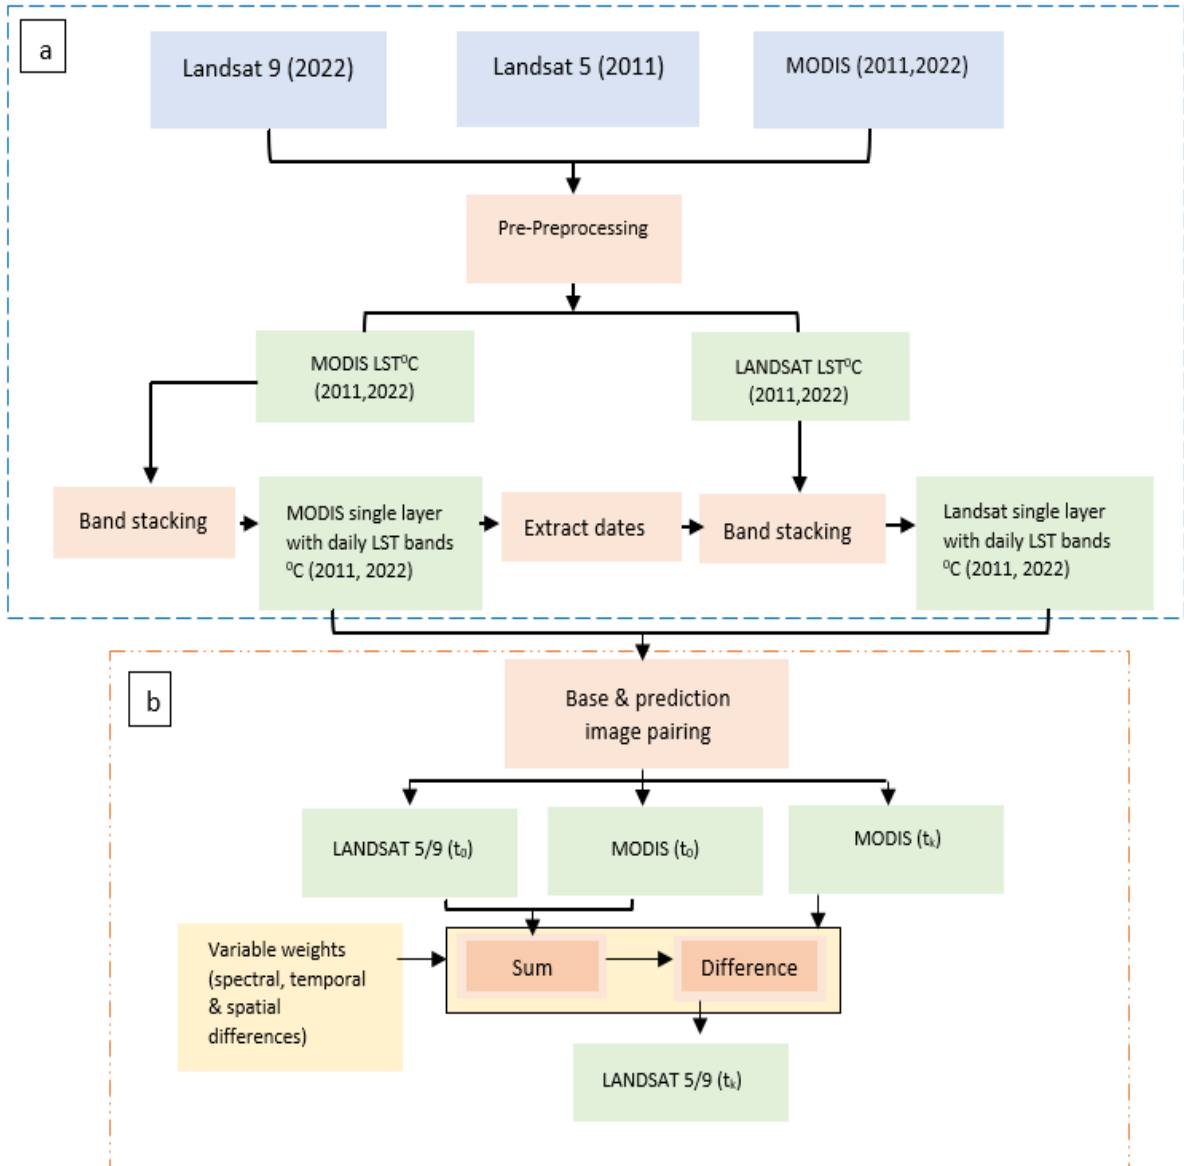 a
Landsat 9 (2022)
Landsat 5 (2011)
MODIS (2011,2022)
Pre-Preprocessing
MODIS LST⁰C
(2011,2022)
LANDSAT LST⁰C
(2011,2022)
Band stacking
MODIS single layer
with daily LST bands
⁰C (2011, 2022)
Extract dates
Band stacking
Landsat single layer
with daily LST bands
⁰C (2011, 2022)
b
Base & prediction
image pairing
LANDSAT 5/9 (t₀)
MODIS (t₀)
MODIS (tₖ)
Variable weights
(spectral, temporal
& spatial
differences)
Sum
Difference
LANDSAT 5/9 (tₖ)